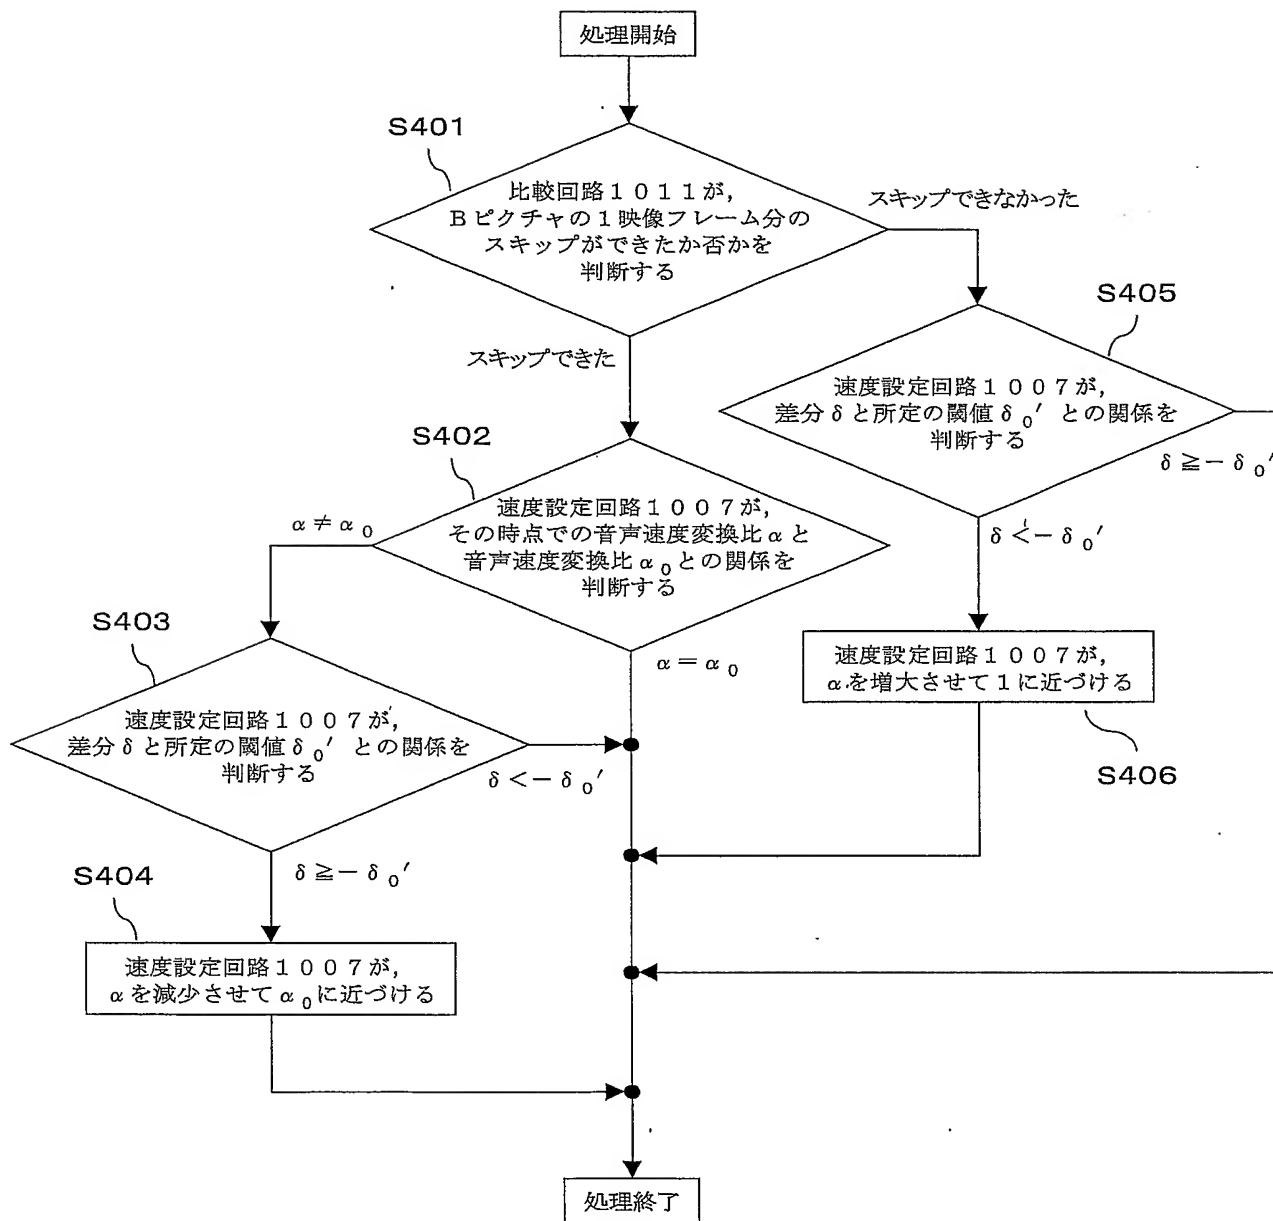 処理開始
S401
比較回路１０１１が,
Bピクチャの１映像フレーム分の
スキップができたか否かを
判断する
スキップできなかった
スキップできた
S405
速度設定回路１００７が,
差分δと所定の閾値δ₀′との関係を
判断する
δ≧－δ₀′
δ＜－δ₀′
S402
速度設定回路１００７が,
その時点での音声速度変換比αと
音声速度変換比α₀との関係を
判断する
α≠α₀
α＝α₀
S406
速度設定回路１００７が,
αを増大させて１に近づける
S403
速度設定回路１００７が,
差分δと所定の閾値δ₀′との関係を
判断する
δ＜－δ₀′
δ≧－δ₀′
S404
速度設定回路１００７が,
αを減少させてα₀に近づける
処理終了